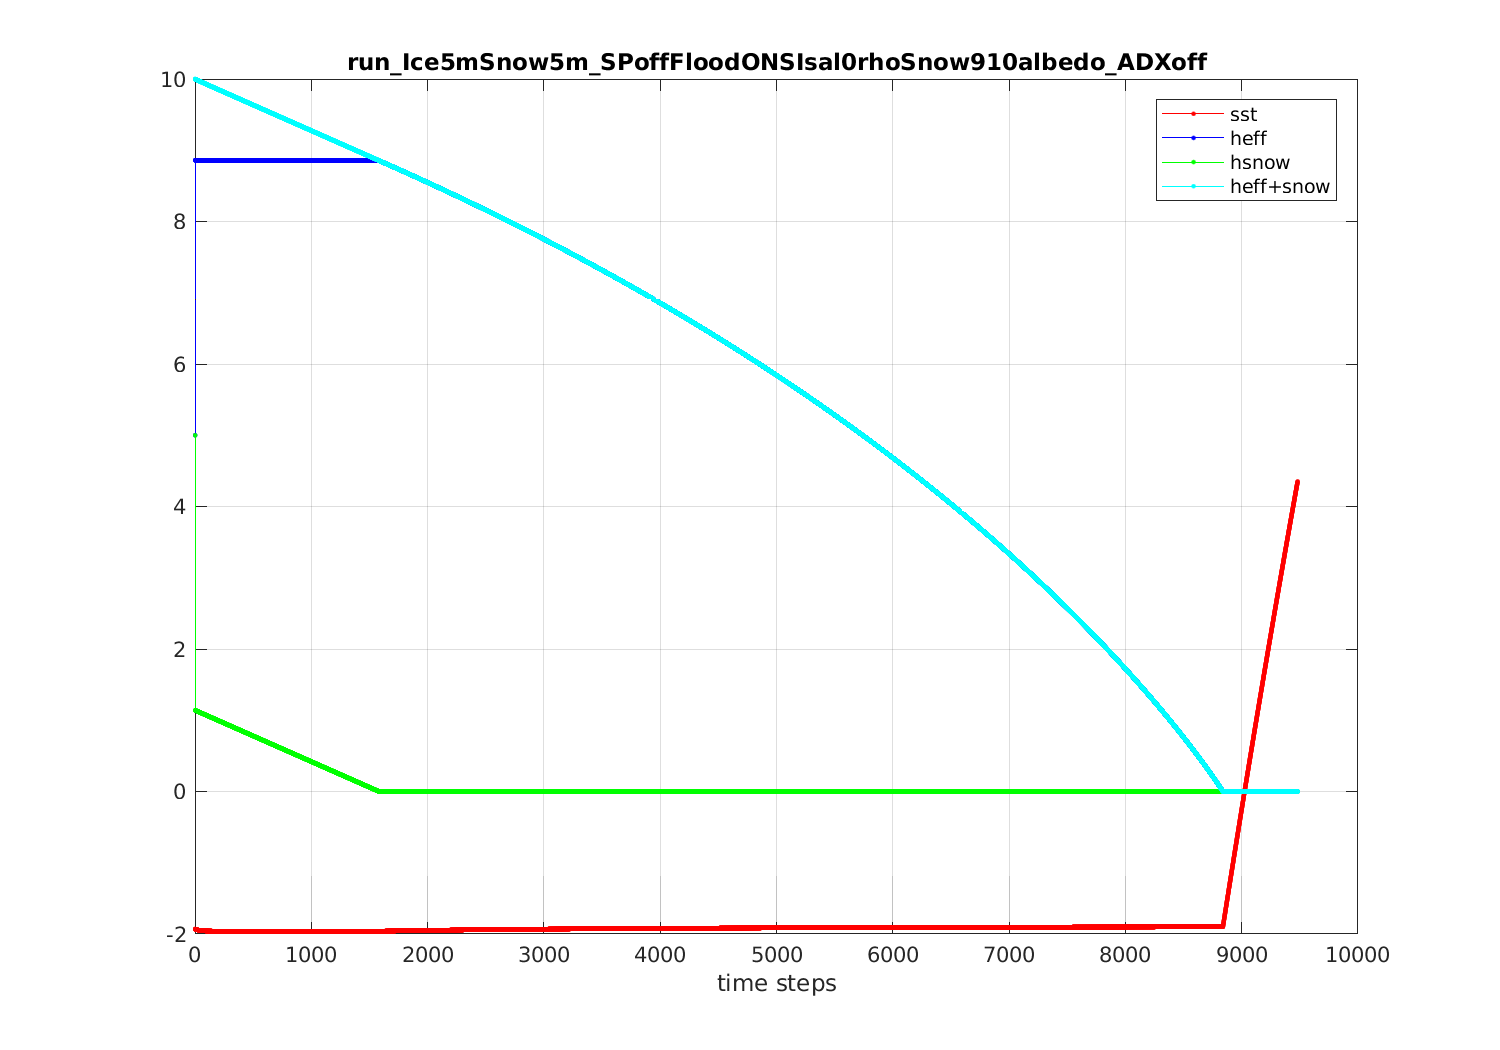 run_Ice5mSnow5m_SPoffFloodONSIsal0rhoSnow910albedo_ADXoff
10
8
6
4
2
0
-2
sst
heff
hsnow
heff+snow
0 1000 2000 3000 4000 5000 6000 7000 8000 9000 10000
time steps